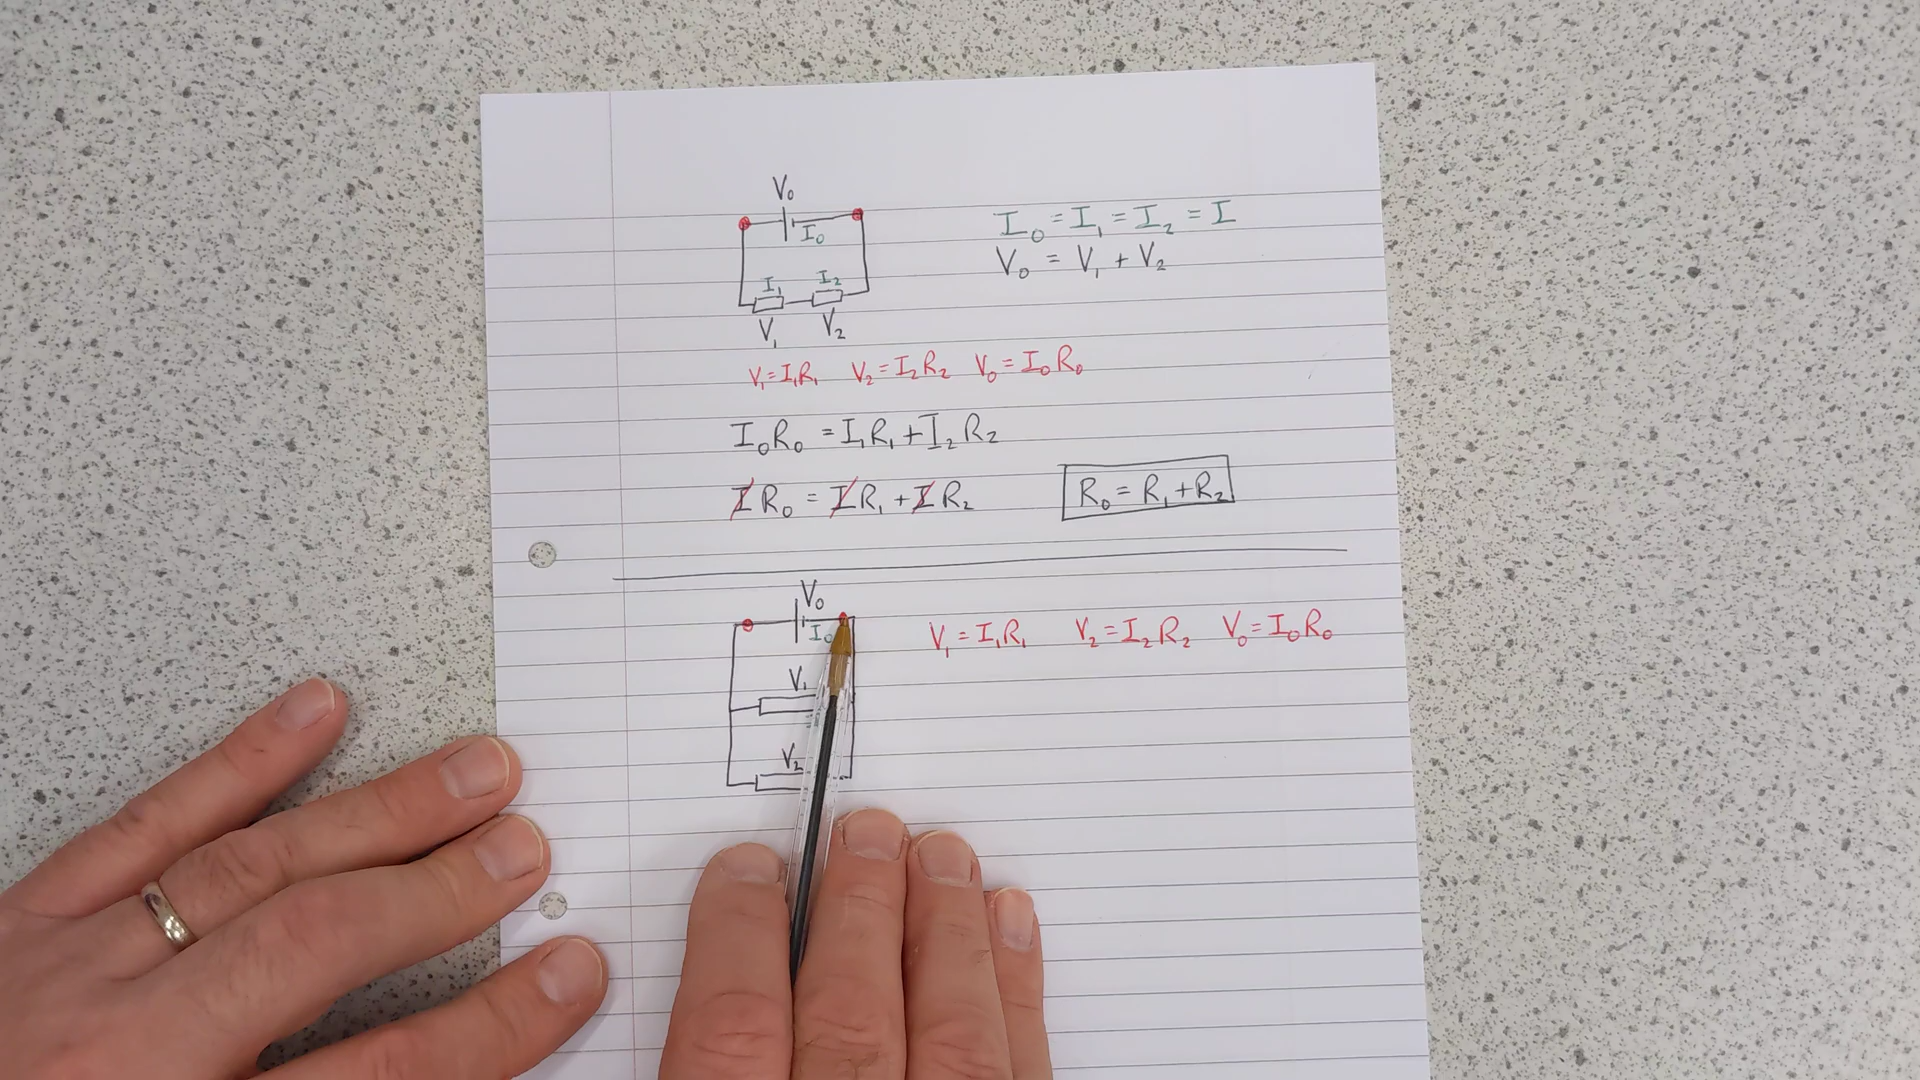 V₀
I₀
I₀ = I₁ = I₂ = I
V₀ = V₁ + V₂
I₁ I₂
V₁ V₂
V₁ = I₁R₁ V₂ = I₂R₂ V₀ = I₀R₀
I₀R₀ = I₁R₁ + I₂R₂
IR₀ = IR₁ + IR₂
R₀ = R₁ + R₂
V₀
I₀
V₁ = I₁R₁ V₂ = I₂R₂ V₀ = I₀R₀
V₁
V₂